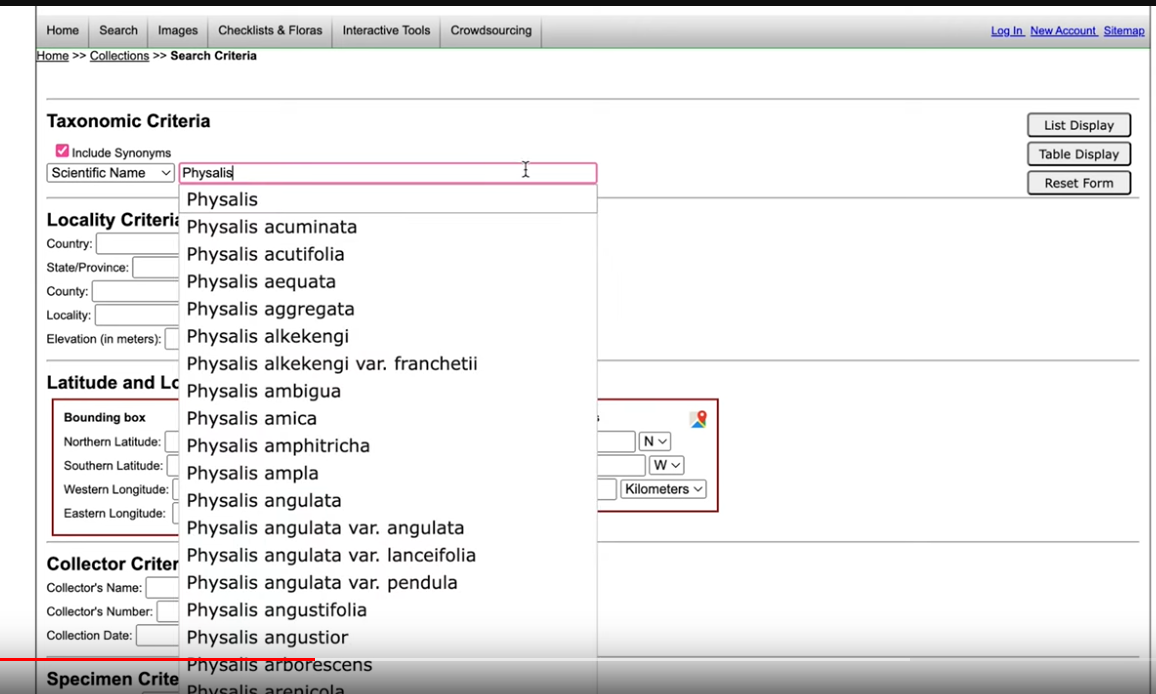 Home Search Images Checklists & Floras Interactive Tools Crowdsourcing Log In New Account Sitemap
Home >> Collections >> Search Criteria
Taxonomic Criteria
List Display
Include Synonyms
Table Display
Scientific Name Physalis
Reset Form
Physalis
Locality Criteria
Physalis acuminata
Country:
Physalis acutifolia
State/Province:
Physalis aequata
County:
Physalis aggregata
Locality:
Physalis alkekengi
Elevation (in meters):
Physalis alkekengi var. franchetii
Latitude and Lo
Physalis ambigua
Bounding box
Physalis amica
Northern Latitude: N
Physalis amphitricha
Southern Latitude: W
Physalis ampla
Western Longitude: Kilometers
Physalis angulata
Eastern Longitude:
Physalis angulata var. angulata
Physalis angulata var. lanceifolia
Collector Criter
Physalis angulata var. pendula
Collector's Name:
Physalis angustifolia
Collector's Number:
Physalis angustior
Collection Date:
Physalis arborescens
Specimen Crite
Physalis arenicola